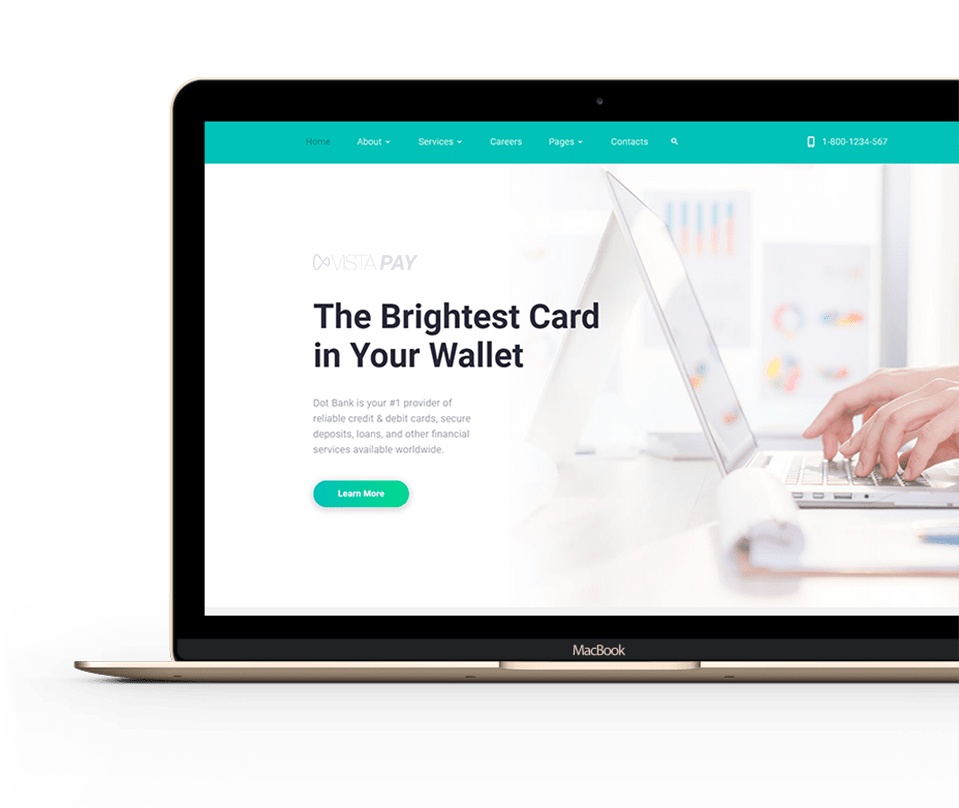 Home About Services Careers Pages Contacts 1-800-1234-567
VISTA PAY
The Brightest Card
in Your Wallet
Dot Bank is your #1 provider of
reliable credit & debit cards, secure
deposits, loans, and other financial
services available worldwide.
Learn More
MacBook